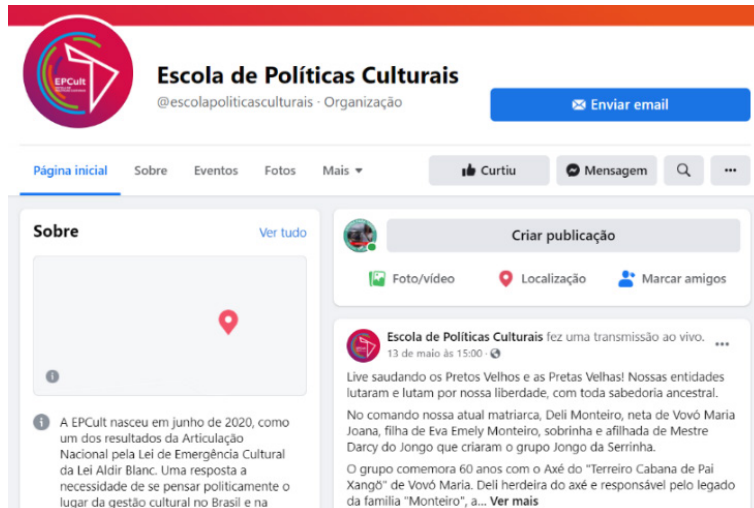 EPCult
Escola de Políticas Culturais
@escolapoliticasculturais · Organização
Enviar email
Página inicial
Sobre
Eventos
Fotos
Mais
Curtiu
Mensagem
Sobre
Ver tudo
A EPCult nasceu em junho de 2020, como
um dos resultados da Articulação
Nacional pela Lei de Emergência Cultural
da Lei Aldir Blanc. Uma resposta a
necessidade de se pensar politicamente o
lugar da gestão cultural no Brasil e na
Criar publicação
Foto/vídeo
Localização
Marcar amigos
Escola de Políticas Culturais fez uma transmissão ao vivo.
13 de maio às 15:00 ·
Live saudando os Pretos Velhos e as Pretas Velhas! Nossas entidades
lutaram e lutam por nossa liberdade, com toda sabedoria ancestral.
No comando nossa atual matriarca, Deli Monteiro, neta de Vovó Maria
Joana, filha de Eva Emely Monteiro, sobrinha e afilhada de Mestre
Darcy do Jongo que criaram o grupo Jongo da Serrinha.
O grupo comemora 60 anos com o Axé do "Terreiro Cabana de Pai
Xangô" de Vovó Maria. Deli herdeira do axé e responsável pelo legado
da familia "Monteiro", a... Ver mais